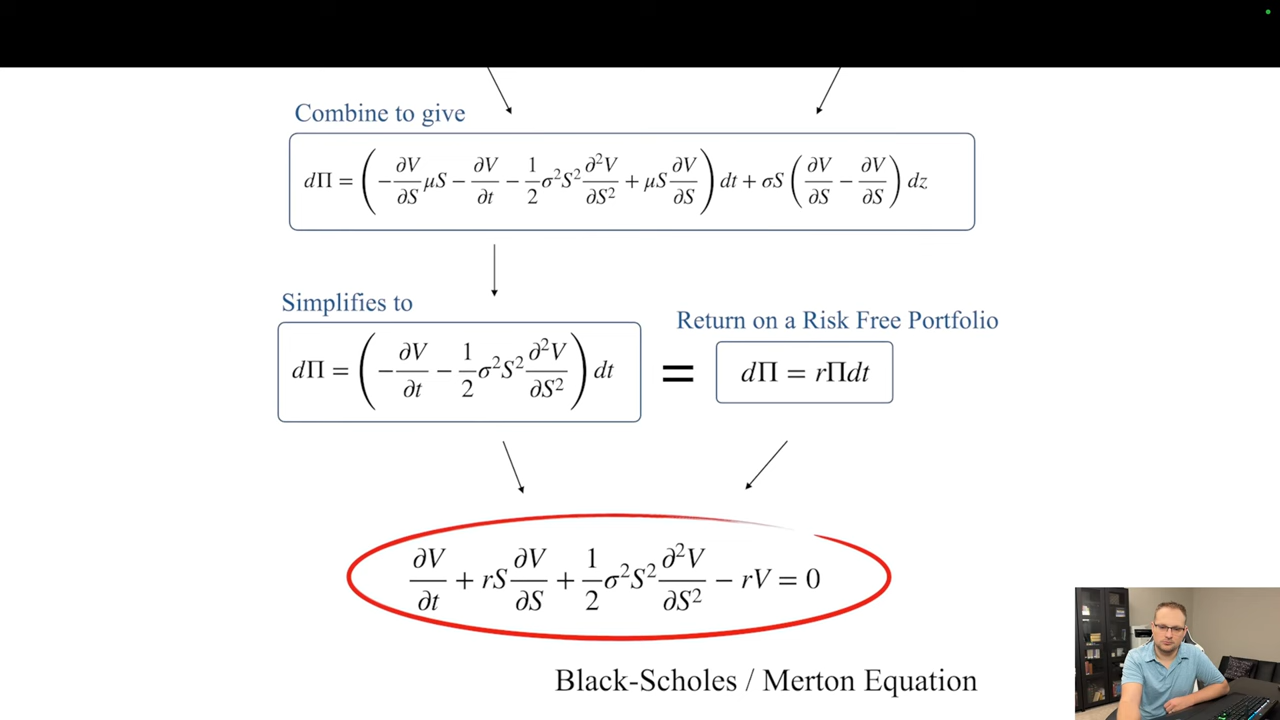 Combine to give
dΠ = (−∂V/∂S μS − ∂V/∂t − 1/2 σ²S² ∂²V/∂S² + μS ∂V/∂S) dt + σS (∂V/∂S − ∂V/∂S) dz
Simplifies to
Return on a Risk Free Portfolio
dΠ = (−∂V/∂t − 1/2 σ²S² ∂²V/∂S²) dt = dΠ = rΠdt
∂V/∂t + rS ∂V/∂S + 1/2 σ²S² ∂²V/∂S² − rV = 0
Black-Scholes / Merton Equation